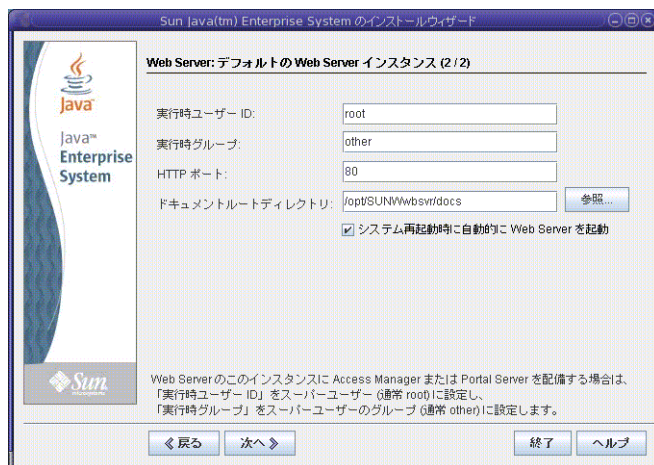 Sun Java(tm) Enterprise System のインストールウィザード
Java
Java™
Enterprise
System
Sun
microsystems
Web Server: デフォルトの Web Server インスタンス (2 / 2)
実行時ユーザー ID:
root
実行時グループ:
other
HTTP ポート:
80
ドキュメントルートディレクトリ:
/opt/SUNWwbsvr/docs
参照...
システム再起動時に自動的に Web Server を起動
Web Server のこのインスタンスに Access Manager または Portal Server を配備する場合は、
「実行時ユーザー ID」をスーパーユーザー (通常 root) に設定し、
「実行時グループ」をスーパーユーザーのグループ (通常 other) に設定します。
戻る
次へ
終了
ヘルプ